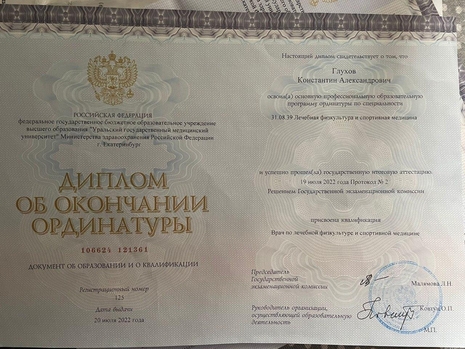 РОССИЙСКАЯ ФЕДЕРАЦИЯ
федеральное государственное бюджетное образовательное учреждение
высшего образования "Уральский государственный медицинский
университет" Министерства здравоохранения Российской Федерации
г. Екатеринбург
ДИПЛОМ
ОБ ОКОНЧАНИИ
ОРДИНАТУРЫ
106624 121361
ДОКУМЕНТ ОБ ОБРАЗОВАНИИ И О КВАЛИФИКАЦИИ
Регистрационный номер
121
Дата выдачи
20 июля 2022 года
Настоящий диплом свидетельствует о том, что
Глухов
Константин Александрович
освоил(а) основную профессиональную образовательную
программу ординатуры по специальности
31.08.39 Лечебная физкультура и спортивная медицина
и успешно прошел(а) государственную итоговую аттестацию
19 июля 2022 года Протокол № 2
Решением Государственной экзаменационной комиссии
присвоена квалификация
Врач по лечебной физкультуре и спортивной медицине
Председатель
Государственной
экзаменационной комиссии
Малямова Л.Н.
Руководитель организации,
осуществляющей образовательную
деятельность
Ковтун О.П.
М.П.